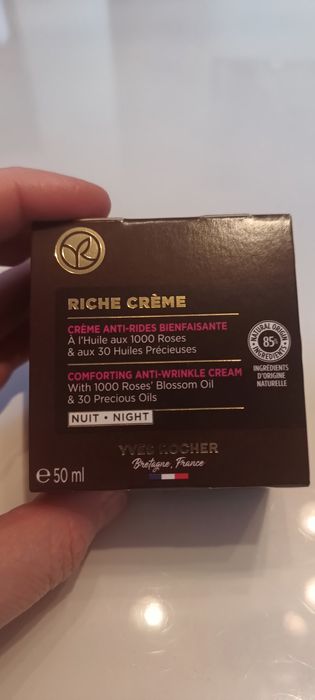 RICHE CRÈME
CRÈME ANTI-RIDES BIENFAISANTE
À l'Huile aux 1000 Roses
& aux 30 Huiles Précieuses
COMFORTING ANTI-WRINKLE CREAM
With 1000 Roses' Blossom Oil
& 30 Precious Oils
NUIT • NIGHT
NATURAL ORIGIN
85%
INGREDIENTS
INGRÉDIENTS
D'ORIGINE
NATURELLE
YVES ROCHER
Bretagne, France
e 50 ml